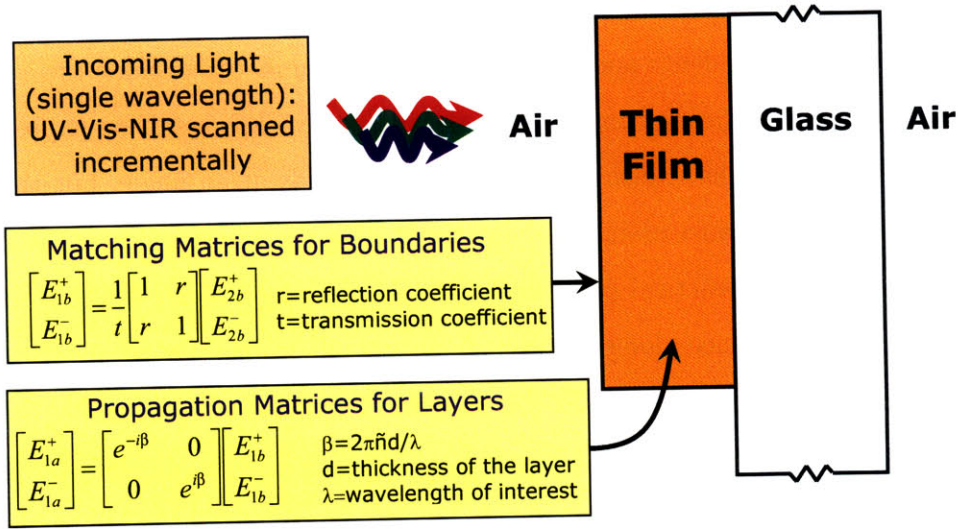 Incoming Light
(single wavelength):
UV-Vis-NIR scanned
incrementally
Air
Thin
Film
Glass
Air
Matching Matrices for Boundaries
[E₁b⁺ E₁b⁻] = 1/t [1 r r 1] [E₂b⁺ E₂b⁻]
r=reflection coefficient
t=transmission coefficient
Propagation Matrices for Layers
[E₁a⁺ E₁a⁻] = [e^{-iβ} 0 0 e^{iβ}] [E₁b⁺ E₁b⁻]
β=2πñd/λ
d=thickness of the layer
λ=wavelength of interest